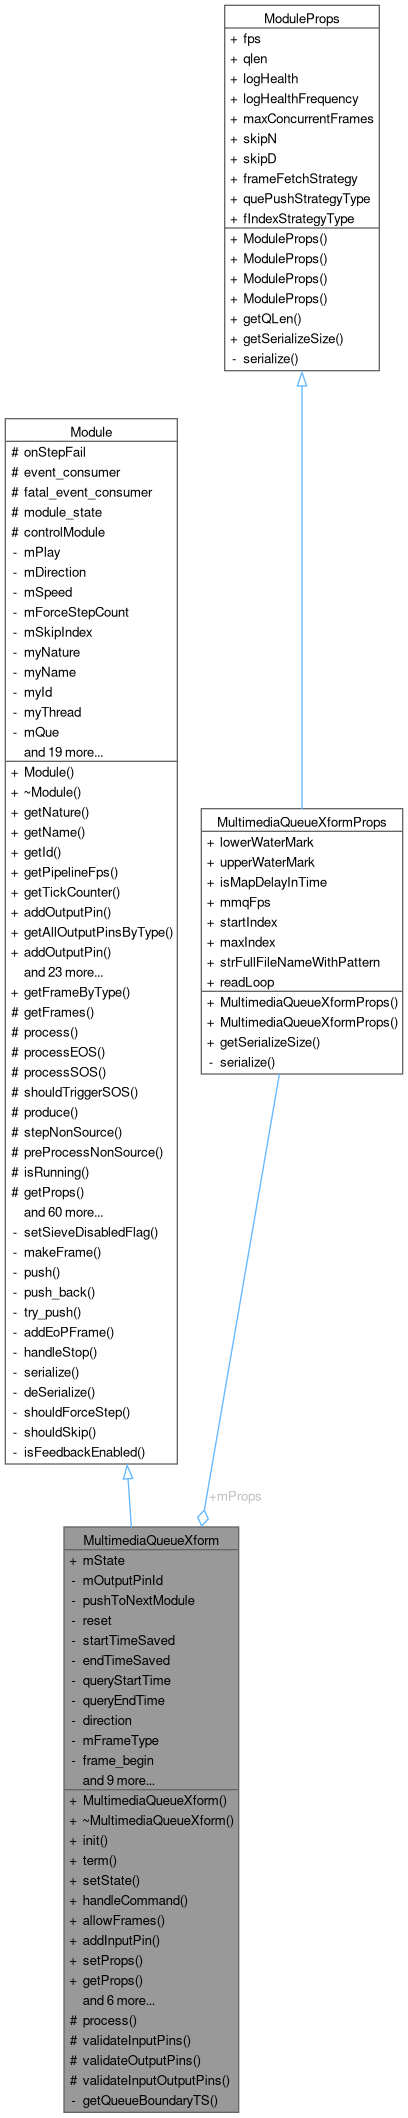 ModuleProps
+ fps
+ qlen
+ logHealth
+ logHealthFrequency
+ maxConcurrentFrames
+ skipN
+ skipD
+ frameFetchStrategy
+ quePushStrategyType
+ fIndexStrategyType
+ ModuleProps()
+ ModuleProps()
+ ModuleProps()
+ ModuleProps()
+ getQLen()
+ getSerializeSize()
- serialize()
Module
# onStepFail
# event_consumer
# fatal_event_consumer
# module_state
# controlModule
- mPlay
- mDirection
- mSpeed
- mForceStepCount
- mSkipIndex
- myNature
- myName
- myId
- myThread
- mQue
and 19 more...
+ Module()
+ ~Module()
+ getNature()
+ getName()
+ getId()
+ getPipelineFps()
+ getTickCounter()
+ addOutputPin()
+ getAllOutputPinsByType()
+ addOutputPin()
and 23 more...
+ getFrameByType()
# getFrames()
# process()
# processEOS()
# processSOS()
# shouldTriggerSOS()
# produce()
# stepNonSource()
# preProcessNonSource()
# isRunning()
# getProps()
and 60 more...
- setSieveDisabledFlag()
- makeFrame()
- push()
- push_back()
- try_push()
- addEoPFrame()
- handleStop()
- serialize()
- deSerialize()
- shouldForceStep()
- shouldSkip()
- isFeedbackEnabled()
MultimediaQueueXformProps
+ lowerWaterMark
+ upperWaterMark
+ isMapDelayInTime
+ mmqFps
+ startIndex
+ maxIndex
+ strFullFileNameWithPattern
+ readLoop
+ MultimediaQueueXformProps()
+ MultimediaQueueXformProps()
+ getSerializeSize()
- serialize()
+mProps
MultimediaQueueXform
+ mState
- mOutputPinId
- pushToNextModule
- reset
- startTimeSaved
- endTimeSaved
- queryStartTime
- queryEndTime
- direction
- mFrameType
- frame_begin
and 9 more...
+ MultimediaQueueXform()
+ ~MultimediaQueueXform()
+ init()
+ term()
+ setState()
+ handleCommand()
+ allowFrames()
+ addInputPin()
+ setProps()
+ getProps()
and 6 more...
# process()
# validateInputPins()
# validateOutputPins()
# validateInputOutputPins()
- getQueueBoundaryTS()